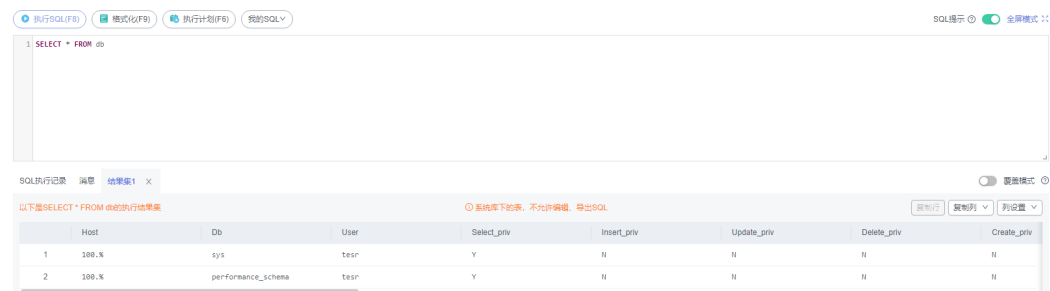 执行SQL(F8) 格式化(F9) 执行计划(F6) 我的SQL SQL提示 全屏模式
1 SELECT * FROM db
SQL执行记录 消息 结果集1 × 覆盖模式
以下是SELECT * FROM db的执行结果集 系统库下的表，不允许编辑、导出SQL 复制行 复制列 列设置
Host Db User Select_priv Insert_priv Update_priv Delete_priv Create_priv
1 100.% sys tesr Y N N N N
2 100.% performance_schema tesr Y N N N N